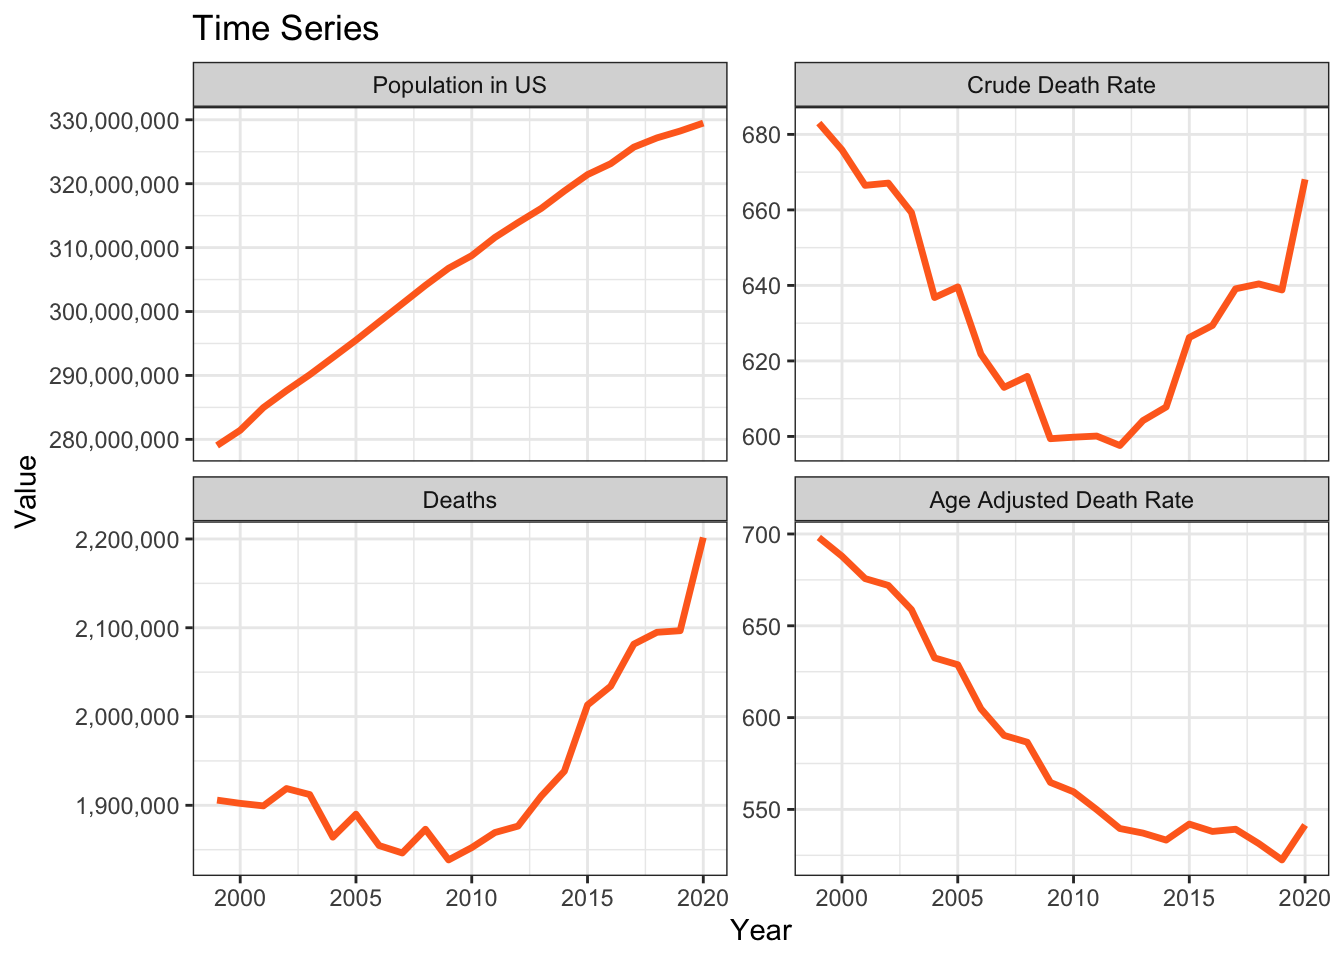 Time Series
Population in US
Crude Death Rate
330,000,000
320,000,000
310,000,000
300,000,000
290,000,000
280,000,000
680
660
640
620
600
Value
Deaths
Age Adjusted Death Rate
2,200,000
2,100,000
2,000,000
1,900,000
700
650
600
550
2000 2005 2010 2015 2020
2000 2005 2010 2015 2020
Year